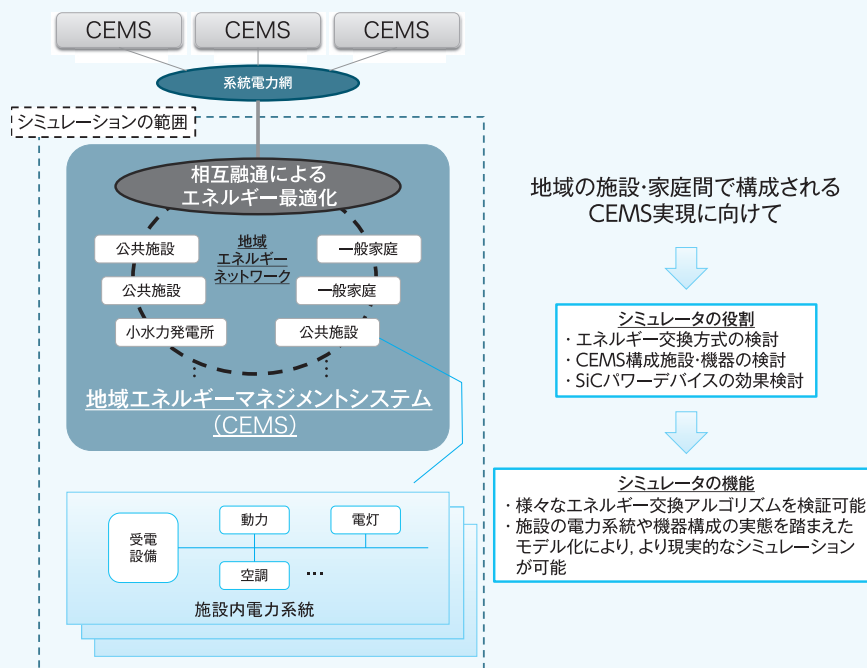 CEMS
CEMS
CEMS
系統電力網
シミュレーションの範囲
相互融通による
エネルギー最適化
地域
エネルギー
ネットワーク
公共施設
一般家庭
公共施設
一般家庭
小水力発電所
公共施設
⋮
⋮
地域エネルギーマネジメントシステム
(CEMS)
受電
設備
動力
電灯
空調
…
施設内電力系統
地域の施設・家庭間で構成される
CEMS実現に向けて
シミュレータの役割
・エネルギー交換方式の検討
・CEMS構成施設・機器の検討
・SiCパワーデバイスの効果検討
シミュレータの機能
・様々なエネルギー交換アルゴリズムを検証可能
・施設の電力系統や機器構成の実態を踏まえた
モデル化により, より現実的なシミュレーション
が可能